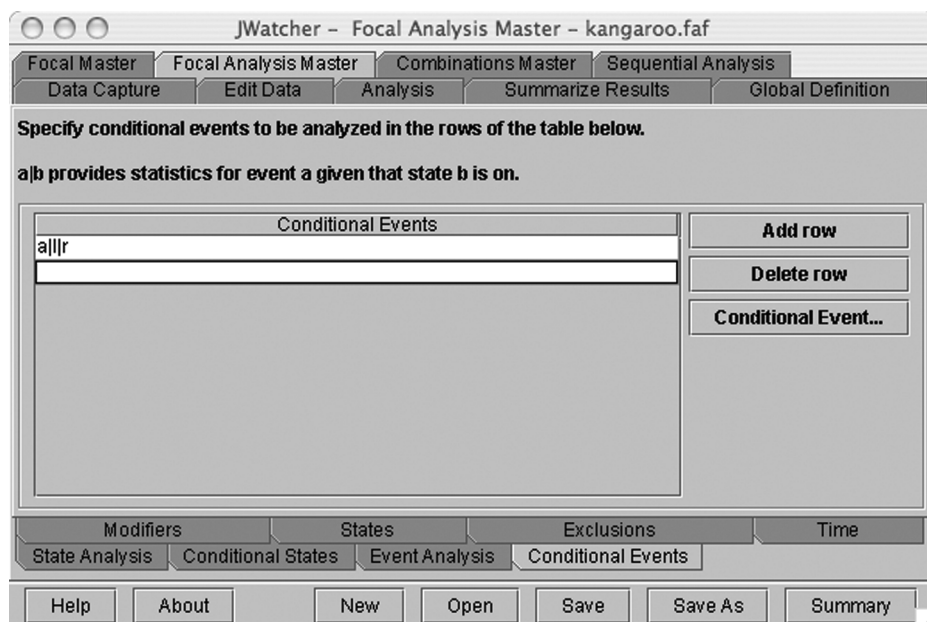 JWatcher – Focal Analysis Master – kangaroo.faf
Focal Master Focal Analysis Master Combinations Master Sequential Analysis
Data Capture Edit Data Analysis Summarize Results Global Definition
Specify conditional events to be analyzed in the rows of the table below.
a|b provides statistics for event a given that state b is on.
Conditional Events Add row
a|l|r
Delete row
Conditional Event...
Modifiers States Exclusions Time
State Analysis Conditional States Event Analysis Conditional Events
Help About New Open Save Save As Summary